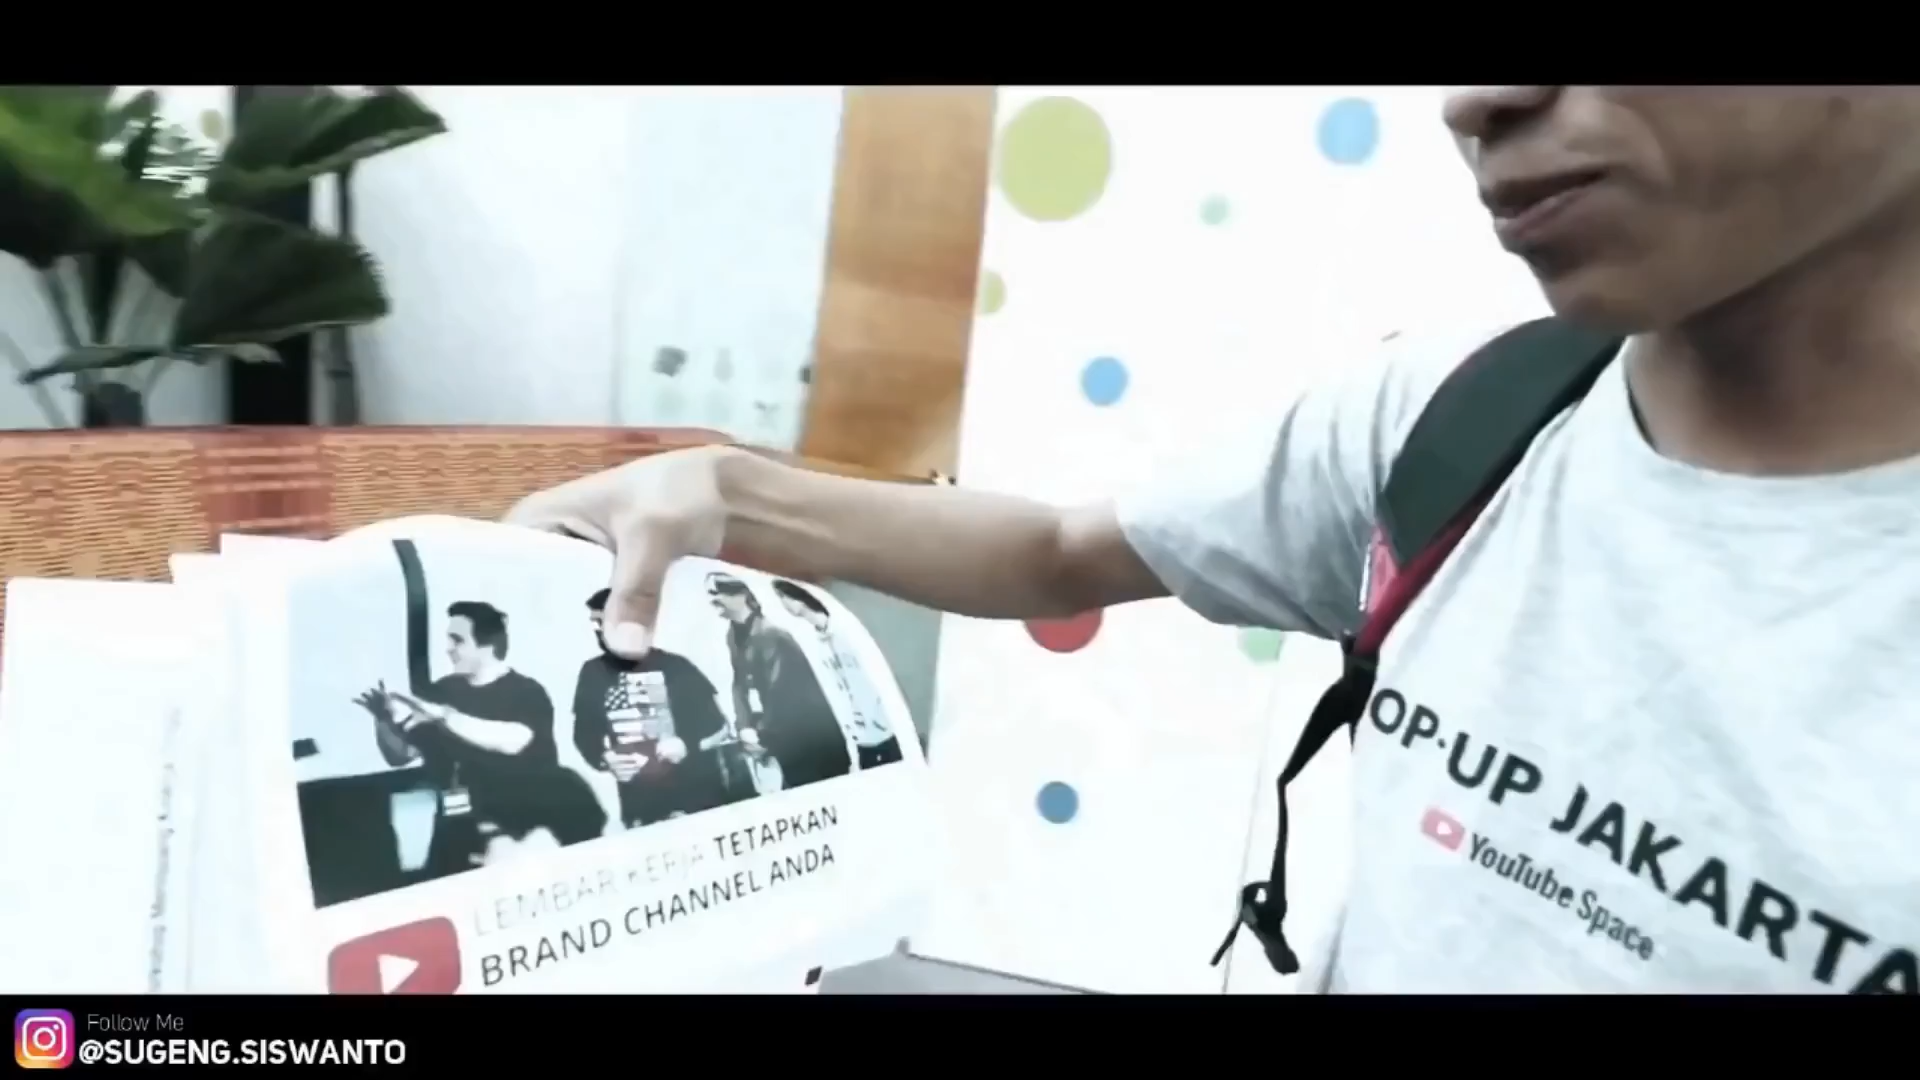 LEMBAR KERJA TETAPKAN
BRAND CHANNEL ANDA
OP-UP JAKARTA
YouTube Space
Follow Me
@SUGENG.SISWANTO